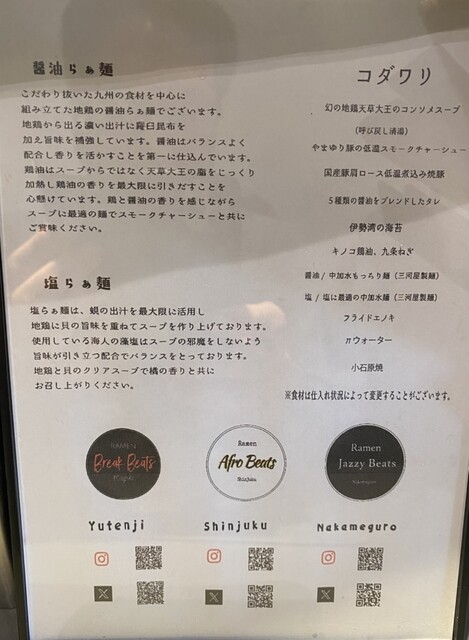 醤油らぁ麺
こだわり抜いた九州の食材を中心に
組み立てた地鶏の醤油らぁ麺でございます。
地鶏から出る濃い出汁に羅臼昆布を
加え旨味を補強しています。醤油はバランスよく
配合し香りを活かすことを第一に仕込んでいます。
鶏油はスープからではなく天草大王の脂をじっくり
加熱し鶏油の香りを最大限に引きだすことを
心懸けています。鶏と醤油の香りを感じながら
スープに最適の麺でスモークチャーシューと共に
ご賞味ください。
塩らぁ麺
塩らぁ麺は、蜆の出汁を最大限に活用し
地鶏に貝の旨味を重ねてスープを作り上げております。
使用している海人の藻塩はスープの邪魔をしないよう
旨味が引き立つ配合でバランスをとっております。
地鶏と貝のクリアスープで橘の香りと共に
お召し上がりください。
コダワリ
幻の地鶏天草大王のコンソメスープ
(呼び戻し清湯)
やまゆり豚の低温スモークチャーシュー
国産豚肩ロース低温煮込み焼豚
5種類の醤油をブレンドしたタレ
伊勢湾の海苔
キノコ鶏油、九条ねぎ
醤油 / 中加水もっちり麺 (三河屋製麺)
塩 / 塩に最適の中加水麺 (三河屋製麺)
フライドエノキ
πウォーター
小石原焼
※食材は仕入れ状況によって変更することがございます。
RAMEN
Break Beats
Ramen
Afro Beats
Shinjuku
Ramen
Jazzy Beats
Nakameguro
Yutenji
Shinjuku
Nakameguro